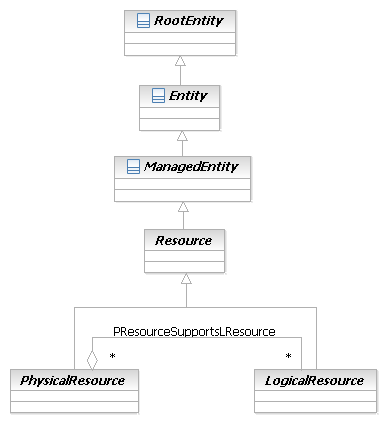 RootEntity
Entity
ManagedEntity
Resource
PResourceSupportsLResource
* *
PhysicalResource LogicalResource